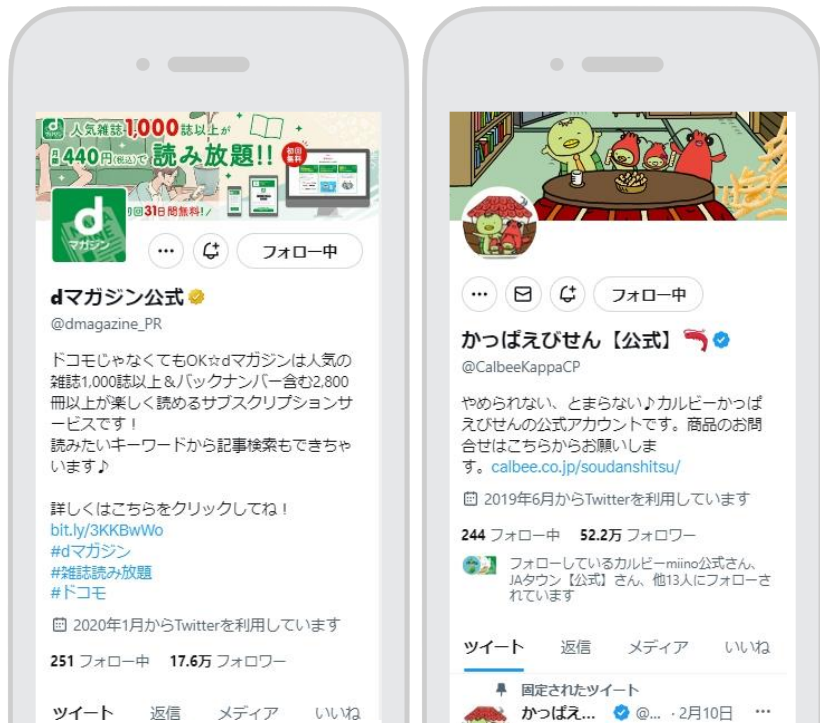 人気雑誌1,000誌以上が
月額440円(税込)で読み放題!!
初回無料
初回31日間無料!
d
マガジン
フォロー中
dマガジン公式
@dmagazine_PR
ドコモじゃなくてもOK☆dマガジンは人気の
雑誌1,000誌以上&バックナンバー含む2,800
冊以上が楽しく読めるサブスクリプションサ
ービスです！
読みたいキーワードから記事検索もできちゃ
います♪
詳しくはこちらをクリックしてね！
bit.ly/3KKBwWo
#dマガジン
#雑誌読み放題
#ドコモ
2020年1月からTwitterを利用しています
251 フォロー中 17.6万 フォロワー
ツイート 返信 メディア いいね
フォロー中
かっぱえびせん【公式】
@CalbeeKappaCP
やめられない、とまらない♪カルビーかっぱ
えびせんの公式アカウントです。商品のお問
合せはこちらからお願いしま
す。calbee.co.jp/soudanshitsu/
2019年6月からTwitterを利用しています
244 フォロー中 52.2万 フォロワー
フォローしているカルビーmiino公式さん、
JAタウン【公式】さん、他13人にフォローさ
れています
ツイート 返信 メディア いいね
固定されたツイート
かっぱえ... @... ·2月10日